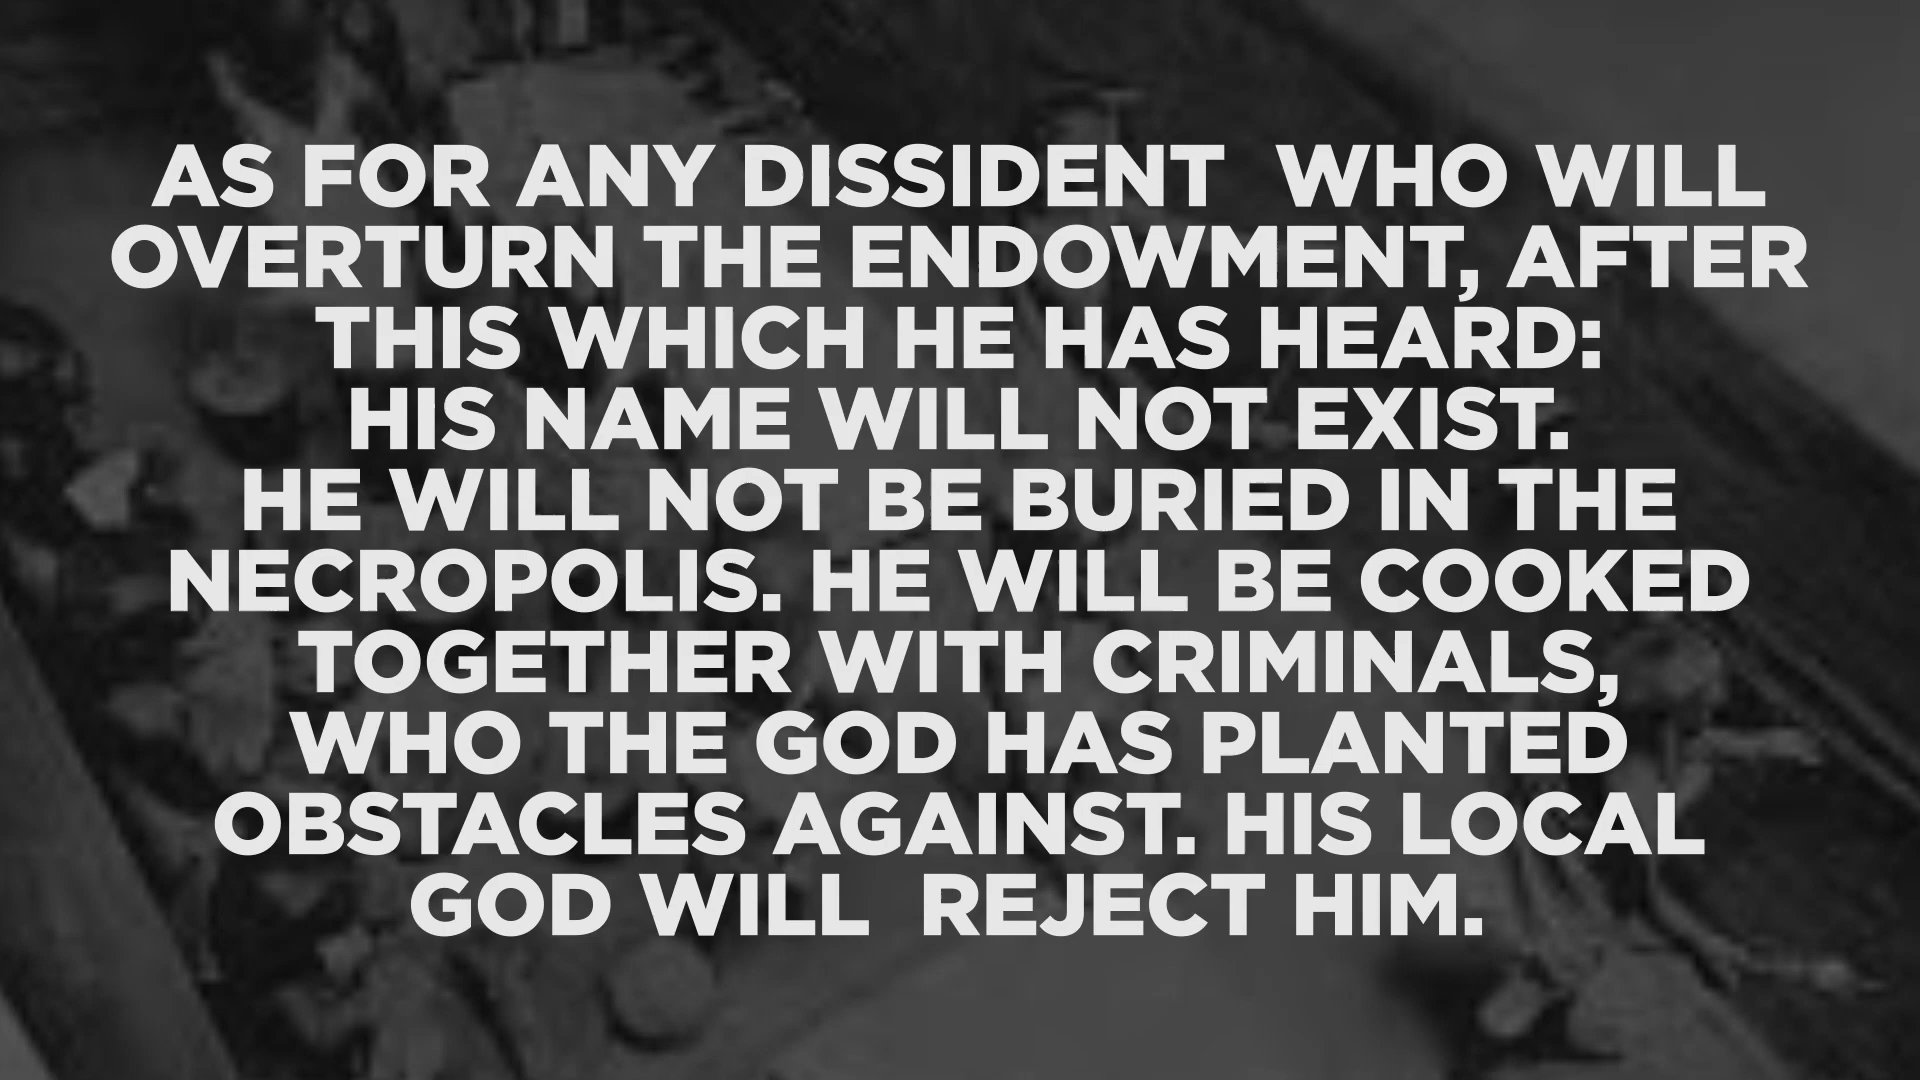 AS FOR ANY DISSIDENT  WHO WILL
OVERTURN THE ENDOWMENT, AFTER
THIS WHICH HE HAS HEARD:
HIS NAME WILL NOT EXIST.
HE WILL NOT BE BURIED IN THE
NECROPOLIS. HE WILL BE COOKED
TOGETHER WITH CRIMINALS,
WHO THE GOD HAS PLANTED
OBSTACLES AGAINST. HIS LOCAL
GOD WILL  REJECT HIM.